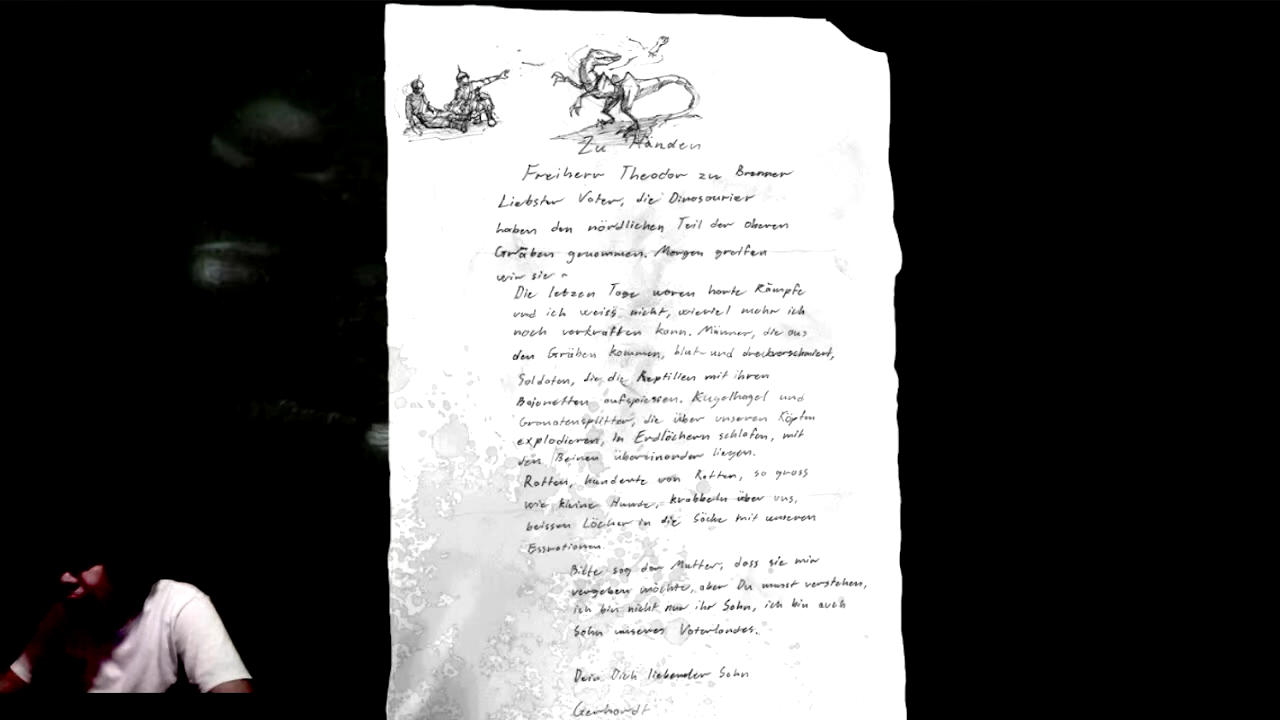 Zu Händen
Freiherr Theodor zu Brenner
Liebster Vater, die Dinosaurier
haben den nördlichen Teil der oberen
Gräben genommen. Morgen greifen
wir sie
Die letzen Tage waren harte Kämpfe
und ich weiss nicht, wieviel mehr ich
noch verkraften kann. Männer, die aus
den Gräben kommen, blut- und dreckverschmiert,
Soldaten, die die Reptilien mit ihren
Bajonetten aufspiessen. Kugelhagel und
Granatensplitter, die über unseren Köpfen
explodieren, In Erdlöchern schlafen, mit
den Beinen übereinander liegen.
Ratten, hunderte von Ratten, so gross
wie kleine Hunde, krabbeln über uns,
beissen Löcher in die Säcke mit unseren
Essrationen.
Bitte sag der Mutter, dass sie mir
vergeben möchte, aber Du musst verstehen,
ich bin nicht nur ihr Sohn, ich bin auch
Sohn unseres Vaterlandes.
Dein Dich liebender Sohn
Gerhardt